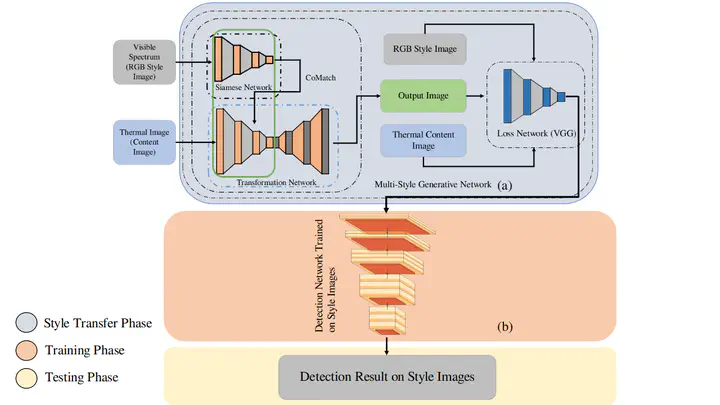 Visible
Spectrum
(RGB Style
Image)
Siamese Network
CoMatch
Thermal Image
(Content
Image)
Transformation Network
RGB Style Image
Output Image
Thermal Content
Image
Loss Network (VGG)
Multi-Style Generative Network
(a)
Detection Network Trained
on Style Images
(b)
Style Transfer Phase
Training Phase
Testing Phase
Detection Result on Style Images